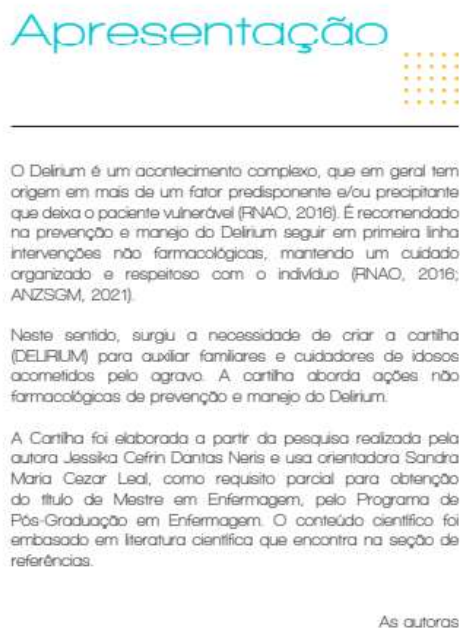 Apresentação
O Delirium é um acontecimento complexo, que em geral tem
origem em mais de um fator predisponente e/ou precipitante
que deixa o paciente vulnerável (RNAO, 2016). É recomendado
na prevenção e manejo do Delirium seguir em primeira linha
intervenções não farmacológicas, mantendo um cuidado
organizado e respeitoso com o indivíduo (RNAO, 2016;
ANZSGM, 2021).
Neste sentido, surgiu a necessidade de criar a cartilha
(DELIRIUM) para auxiliar familiares e cuidadores de idosos
acometidos pelo agravo. A cartilha aborda ações não
farmacológicas de prevenção e manejo do Delirium.
A Cartilha foi elaborada a partir da pesquisa realizada pela
autora Jessika Cefrin Dantas Neris e usa orientadora Sandra
Maria Cezar Leal, como requisito parcial para obtenção
do título de Mestre em Enfermagem, pelo Programa de
Pós-Graduação em Enfermagem. O conteúdo científico foi
embasado em literatura científica que encontra na seção de
referências.
As autoras